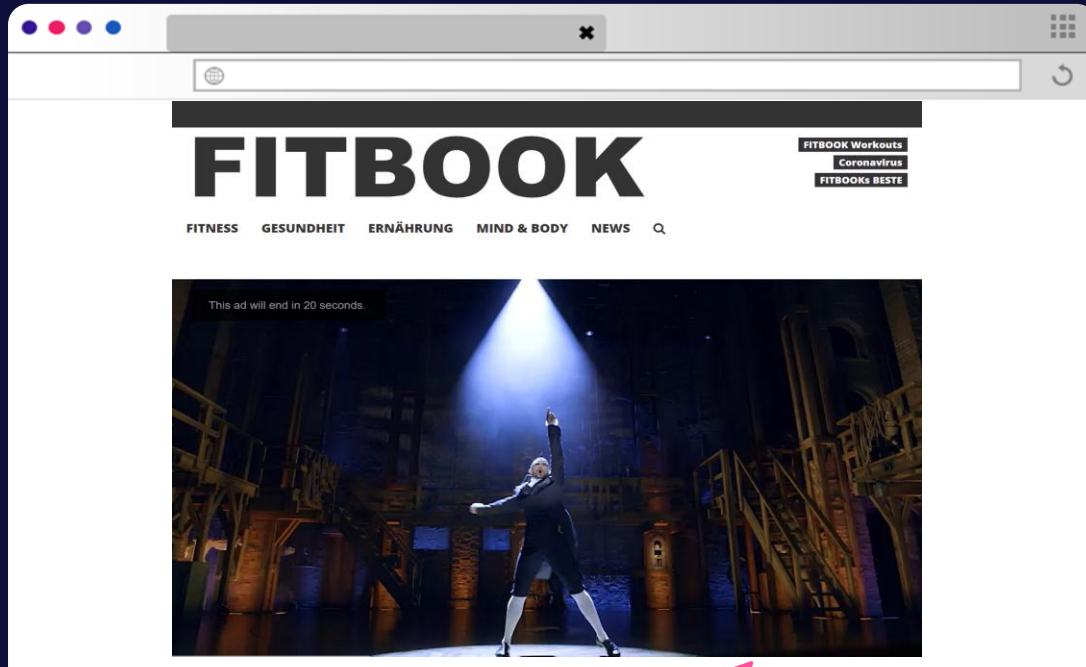 FITBOOK
FITBOOK Workouts
Coronavirus
FITBOOKs BESTE
FITNESS GESUNDHEIT ERNÄHRUNG MIND & BODY NEWS
This ad will end in 20 seconds.